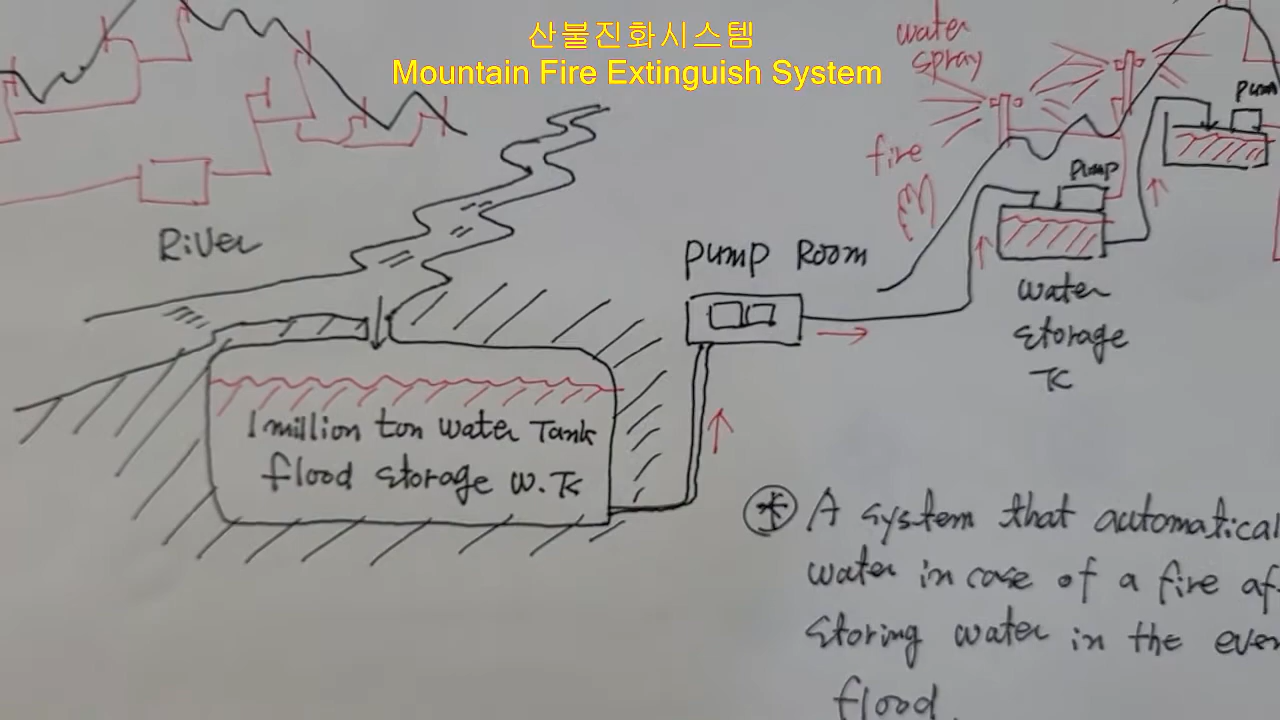 산불진화시스템
Mountain Fire Extinguish System
water
spray
fire
pump
pump
River
pump Room
water
storage
TK
1 million ton water Tank
flood storage W.TK
* A system that automatical
water in case of a fire af
storing water in the even
flood.